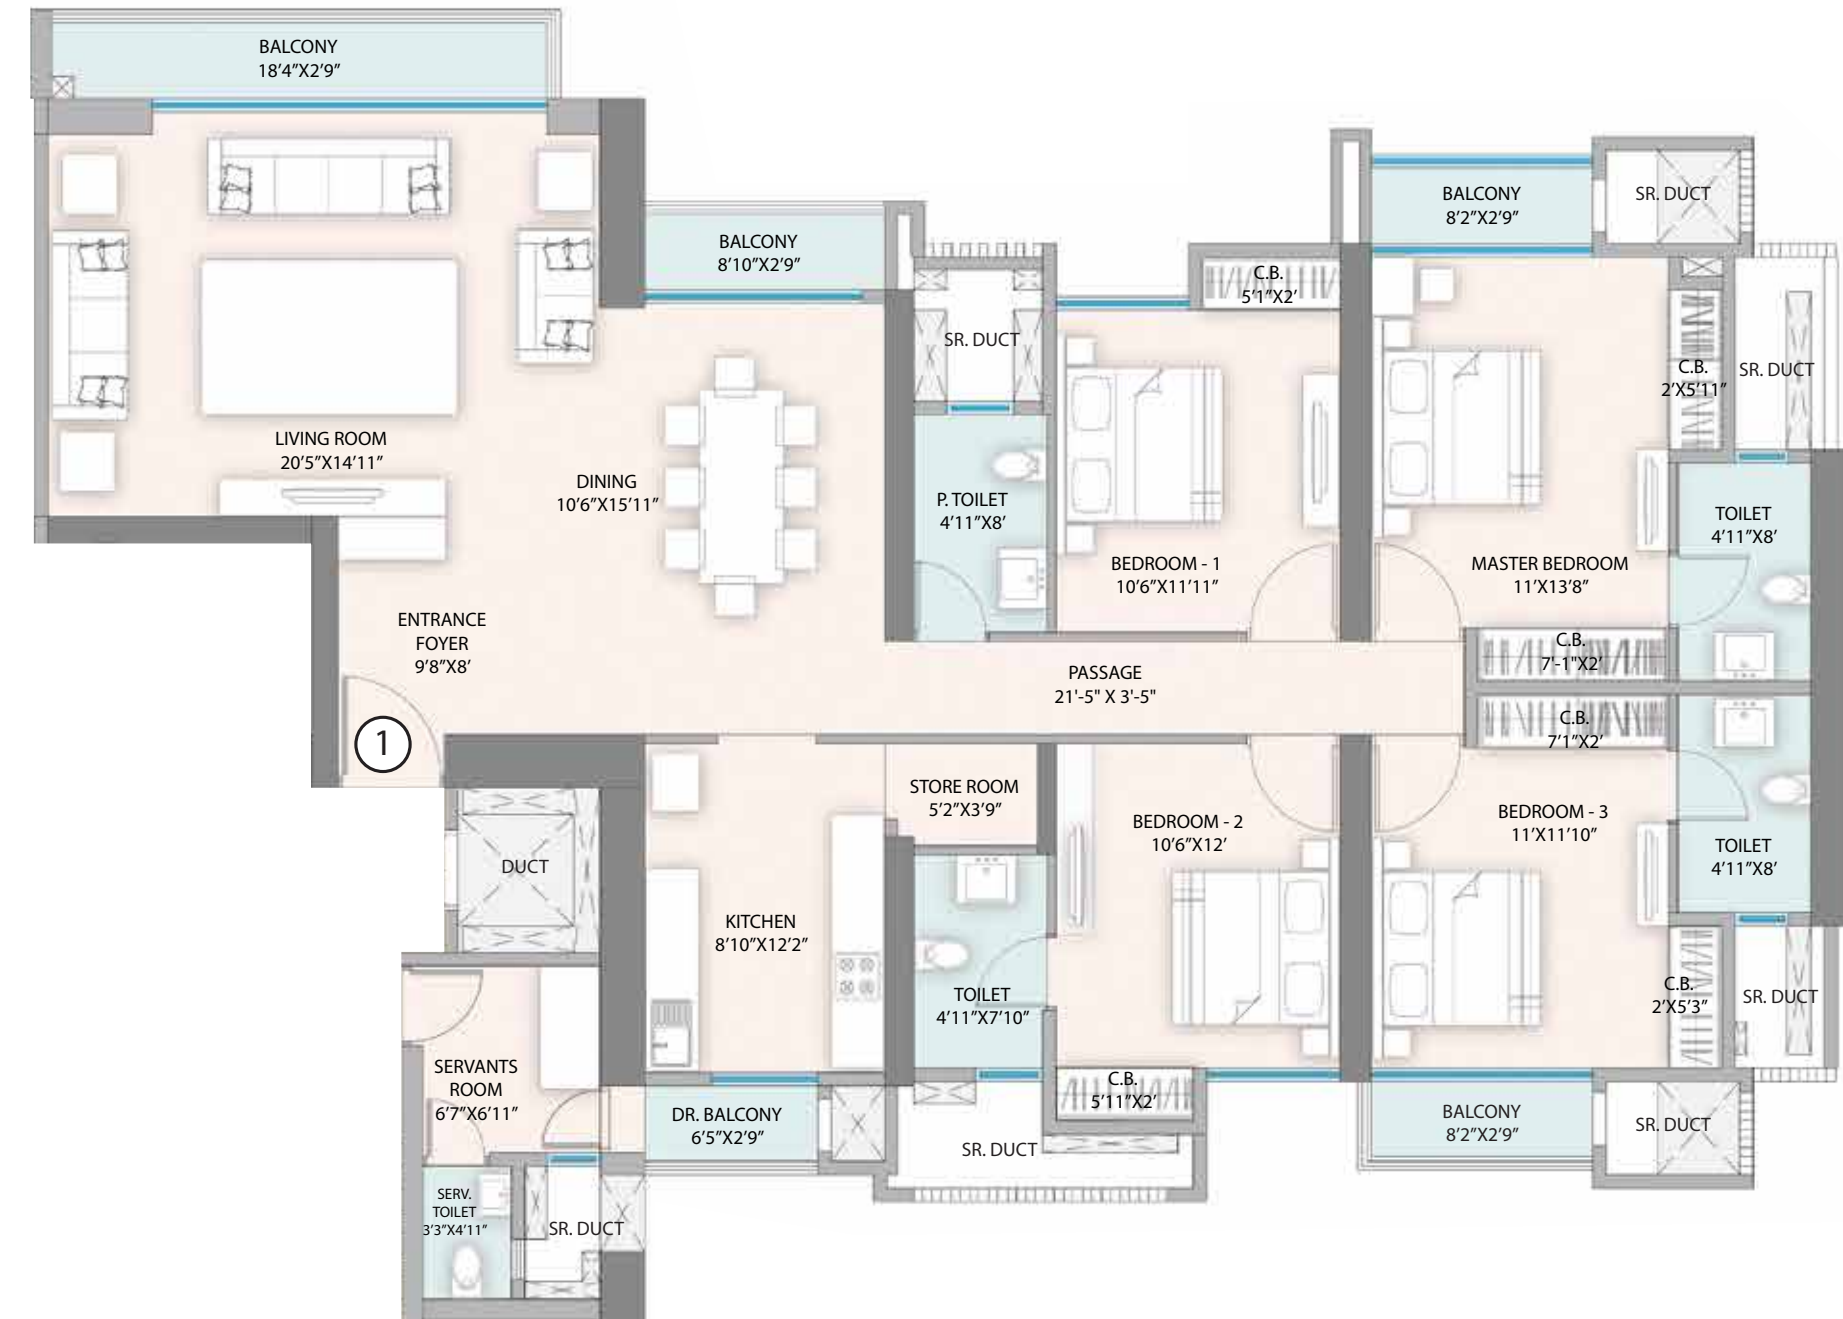 BALCONY
18'4"X2'9"
BALCONY
8'10"X2'9"
BALCONY
8'2"X2'9"
SR. DUCT
C.B.
5'1"X2'
SR. DUCT
C.B.
2'X5'11"
SR. DUCT
LIVING ROOM
20'5"X14'11"
DINING
10'6"X15'11"
P. TOILET
4'11"X8'
BEDROOM - 1
10'6"X11'11"
MASTER BEDROOM
11'X13'8"
TOILET
4'11"X8'
ENTRANCE
FOYER
9'8"X8'
C.B.
7'-1"X2'
PASSAGE
21'-5" X 3'-5"
1
C.B.
7'1"X2'
STORE ROOM
5'2"X3'9"
BEDROOM - 2
10'6"X12'
BEDROOM - 3
11'X11'10"
TOILET
4'11"X8'
DUCT
KITCHEN
8'10"X12'2"
TOILET
4'11"X7'10"
C.B.
2'X5'3"
SR. DUCT
SERVANTS
ROOM
6'7"X6'11"
DR. BALCONY
6'5"X2'9"
C.B.
5'11"X2'
SR. DUCT
BALCONY
8'2"X2'9"
SR. DUCT
SERV.
TOILET
3'3"X4'11"
SR. DUCT